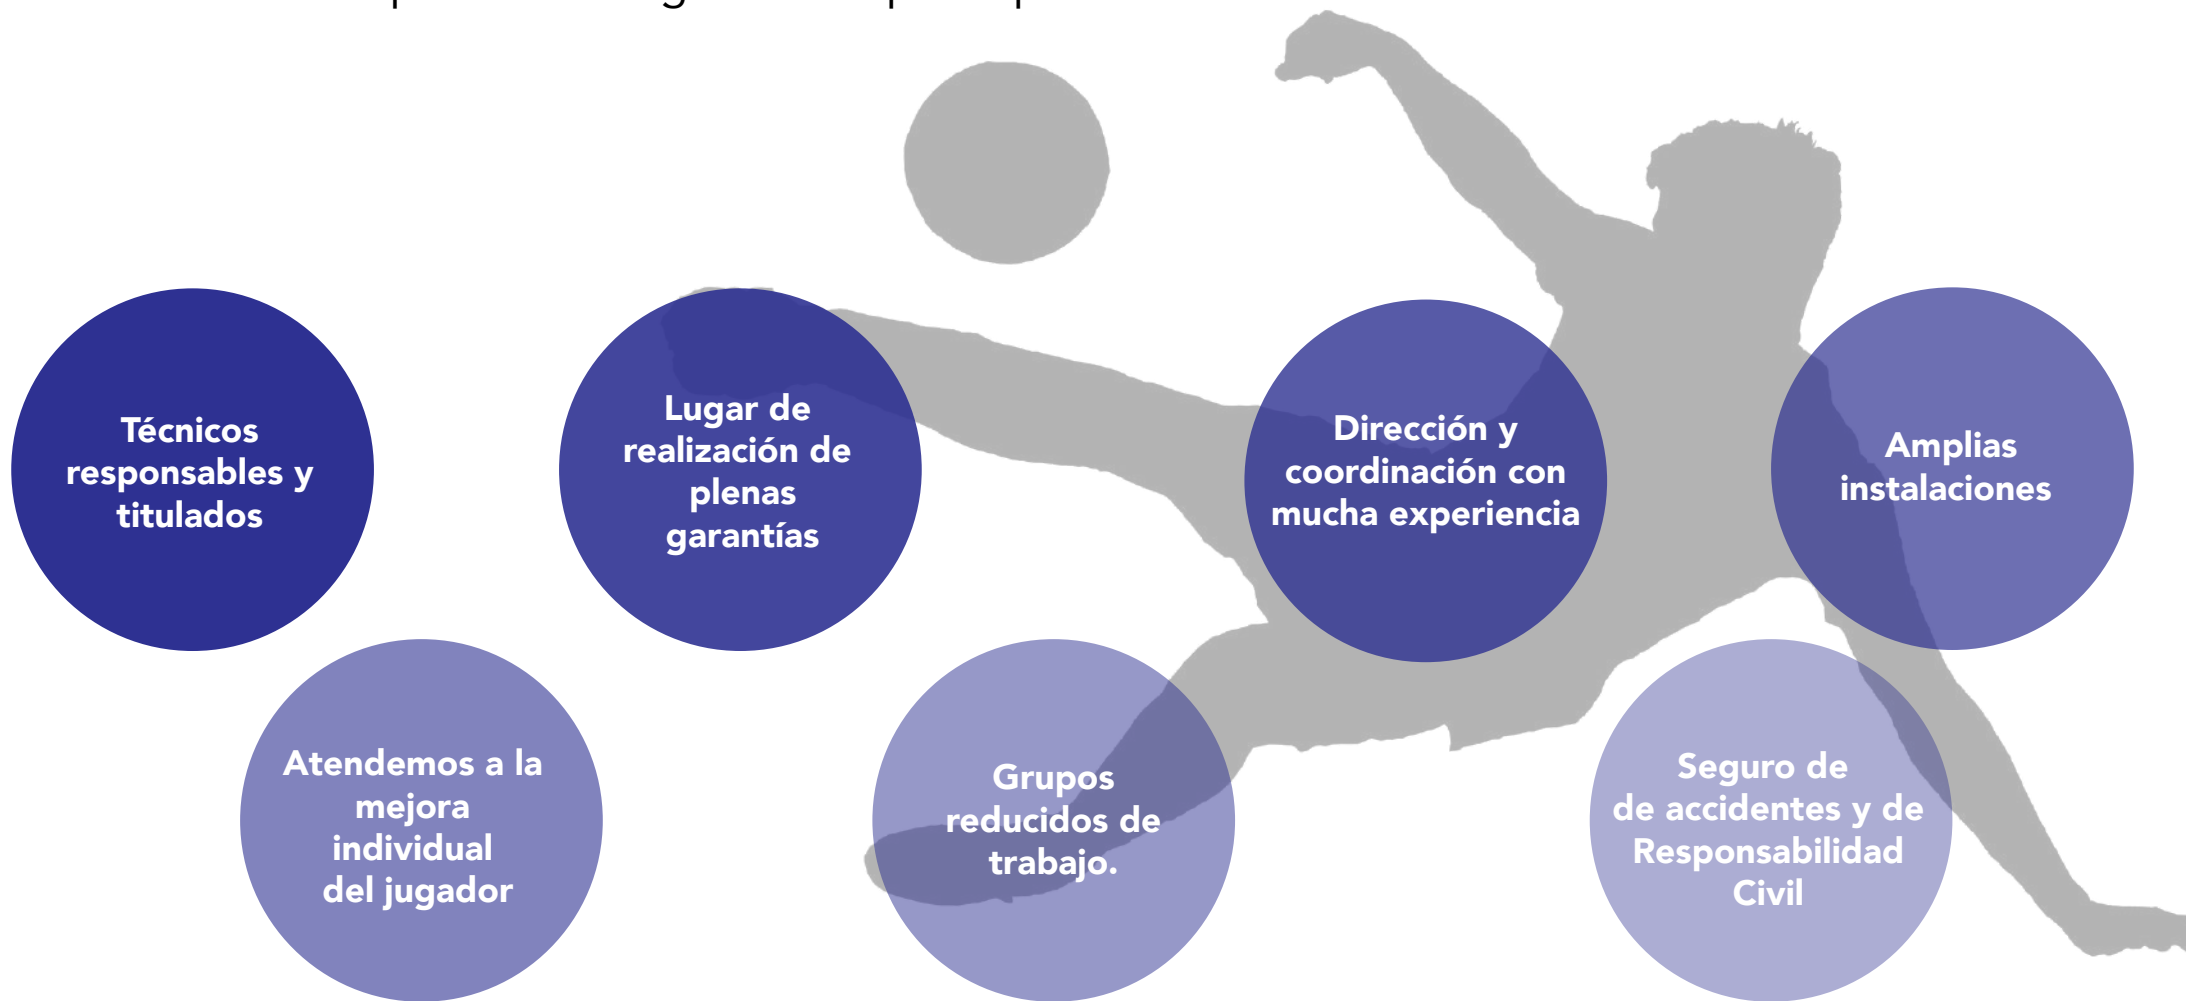 Técnicos
responsables y
titulados
Lugar de
realización de
plenas
garantías
Dirección y
coordinación con
mucha experiencia
Amplias
instalaciones
Atendemos a la
mejora
individual
del jugador
Grupos
reducidos de
trabajo.
Seguro de
de accidentes y de
Responsabilidad
Civil